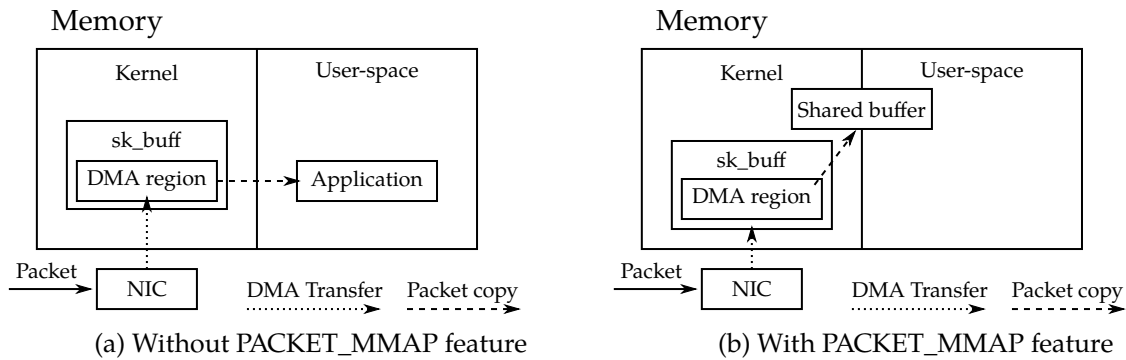 Memory
Kernel
User-space
sk_buff
DMA region
Application
Packet
NIC
DMA Transfer
Packet copy
(a) Without PACKET_MMAP feature
Memory
Kernel
User-space
Shared buffer
sk_buff
DMA region
Packet
NIC
DMA Transfer
Packet copy
(b) With PACKET_MMAP feature